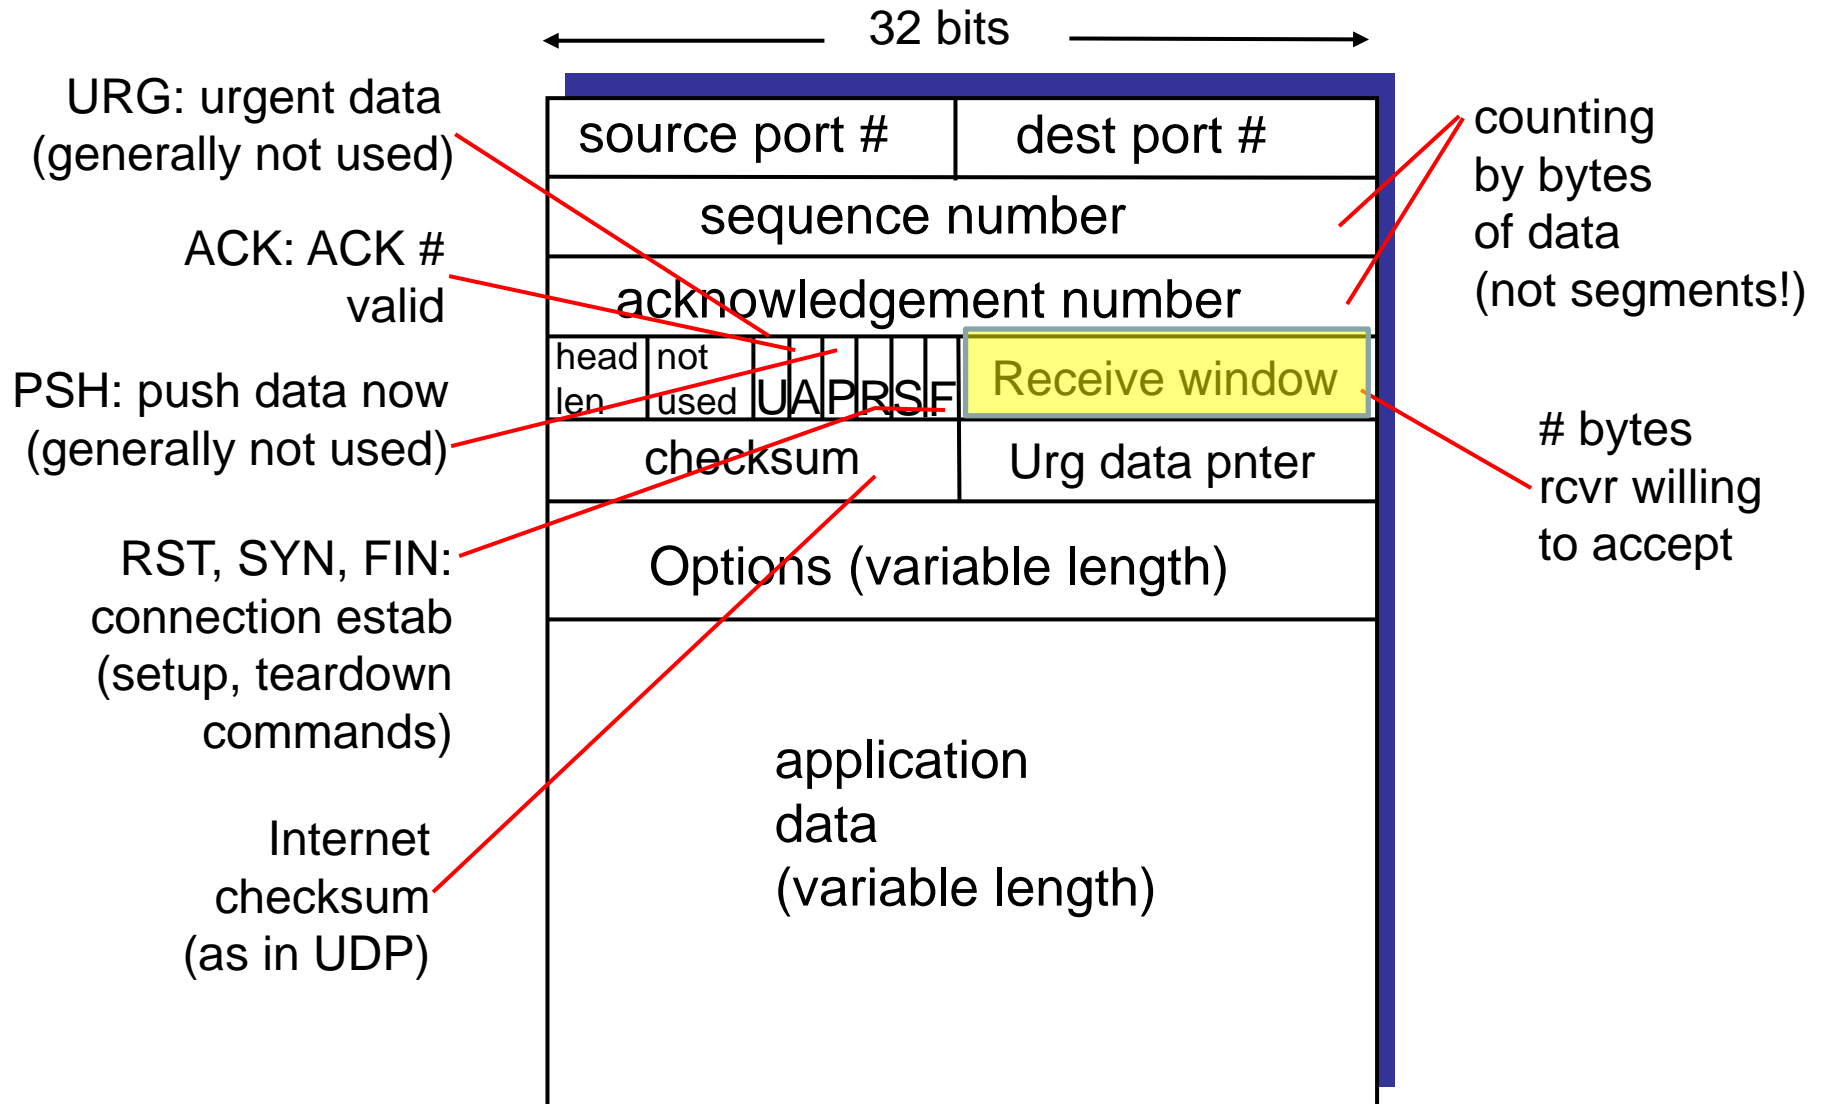 32 bits
URG: urgent data
(generally not used)
ACK: ACK #
valid
PSH: push data now
(generally not used)
RST, SYN, FIN:
connection estab
(setup, teardown
commands)
Internet
checksum
(as in UDP)
source port #
dest port #
sequence number
acknowledgement number
head
len
not
used
U
A
P
R
S
F
Receive window
checksum
Urg data pnter
Options (variable length)
application
data
(variable length)
counting
by bytes
of data
(not segments!)
# bytes
rcvr willing
to accept